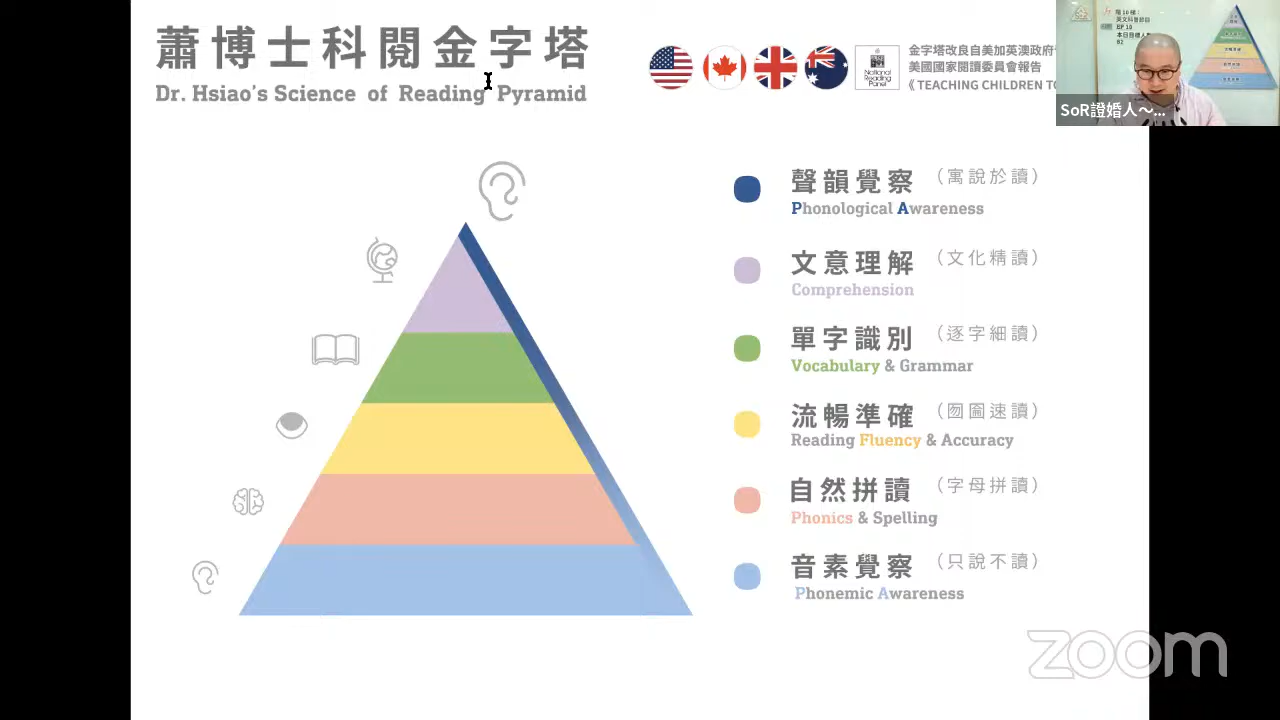 蕭博士科閱金字塔
Dr. Hsiao's Science of Reading Pyramid
National
Reading
Panel
金字塔改良自美加英澳政府
美國國家閱讀委員會報告
《 TEACHING CHILDREN TO
SoR證婚人～...
聲韻覺察 （寓說於讀）
Phonological Awareness
文意理解 （文化精讀）
Comprehension
單字識別 （逐字細讀）
Vocabulary & Grammar
流暢準確 （囫圇速讀）
Reading Fluency & Accuracy
自然拼讀 （字母拼讀）
Phonics & Spelling
音素覺察 （只說不讀）
Phonemic Awareness
zoom